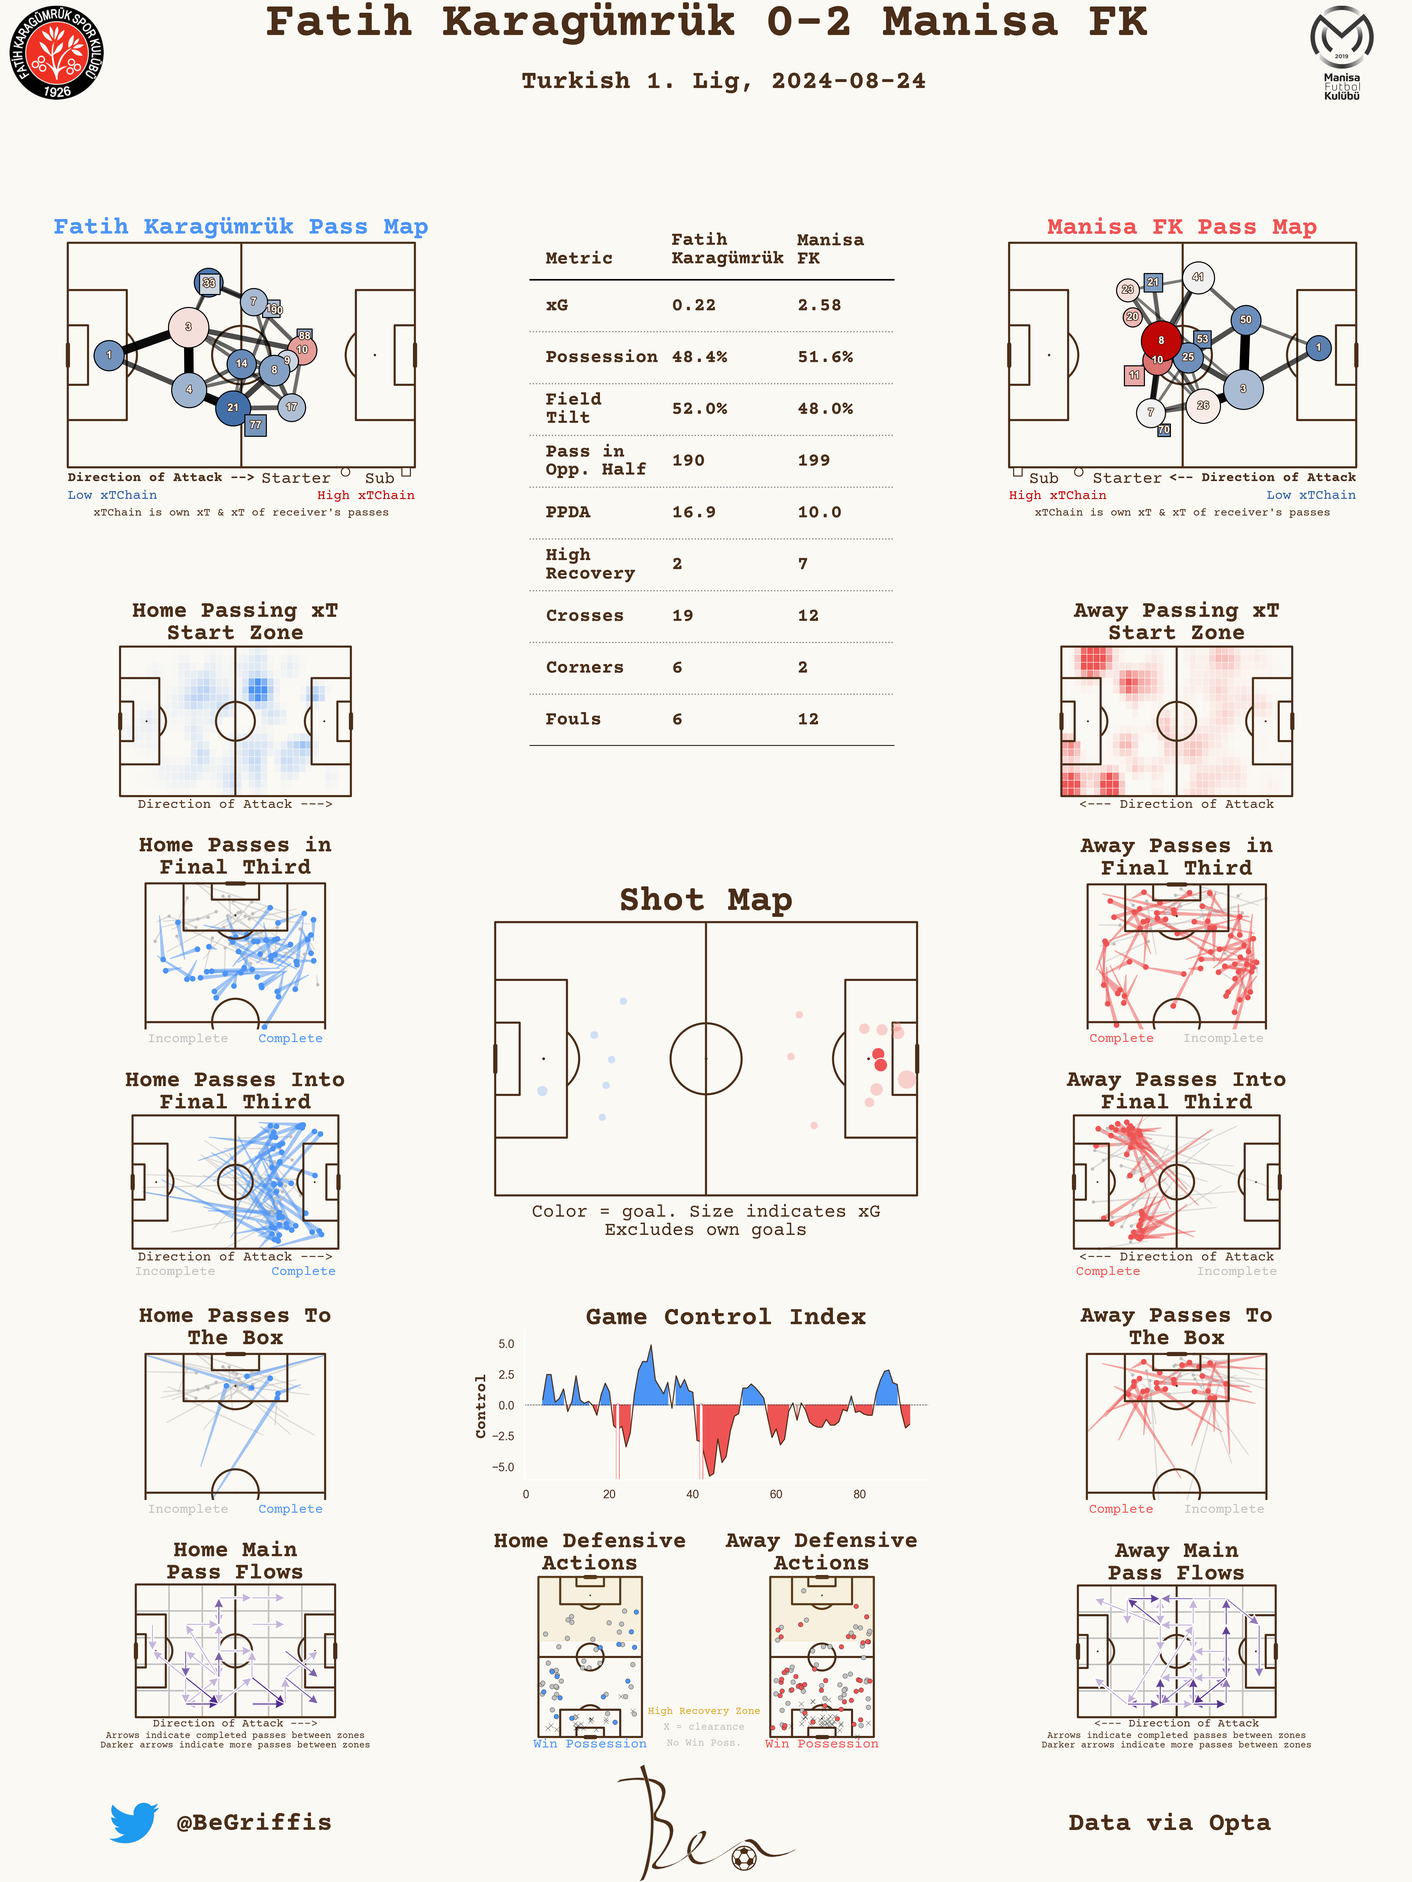 Fatih Karagümrük 0-2 Manisa FK
Turkish 1. Lig, 2024-08-24
FATİH KARAGÜMRÜK SPOR KULÜBÜ
1926
2019
Manisa
Futbol
Kulübü
Fatih Karagümrük Pass Map
33
7
90
3
88
10
1
9
14
8
4
21
17
77
Direction of Attack --> Starter Sub
Low xTChain High xTChain
xTChain is own xT & xT of receiver's passes
Metric Fatih Karagümrük Manisa FK
xG 0.22 2.58
Possession 48.4% 51.6%
Field Tilt 52.0% 48.0%
Pass in Opp. Half 190 199
PPDA 16.9 10.0
High Recovery 2 7
Crosses 19 12
Corners 6 2
Fouls 6 12
Manisa FK Pass Map
23
21
41
20
50
8
53
1
10
25
11
3
7
26
70
Sub Starter <-- Direction of Attack
High xTChain Low xTChain
xTChain is own xT & xT of receiver's passes
Home Passing xT
Start Zone
Direction of Attack --->
Away Passing xT
Start Zone
<--- Direction of Attack
Home Passes in
Final Third
Incomplete Complete
Away Passes in
Final Third
Complete Incomplete
Shot Map
Color = goal. Size indicates xG
Excludes own goals
Home Passes Into
Final Third
Direction of Attack --->
Incomplete Complete
Away Passes Into
Final Third
<--- Direction of Attack
Complete Incomplete
Home Passes To
The Box
Incomplete Complete
Game Control Index
Control
5.0
2.5
0.0
−2.5
−5.0
0 20 40 60 80
Away Passes To
The Box
Complete Incomplete
Home Main
Pass Flows
Direction of Attack --->
Arrows indicate completed passes between zones
Darker arrows indicate more passes between zones
Home Defensive
Actions
Win Possession
High Recovery Zone
X = clearance
No Win Poss.
Away Defensive
Actions
Win Possession
Away Main
Pass Flows
<--- Direction of Attack
Arrows indicate completed passes between zones
Darker arrows indicate more passes between zones
@BeGriffis
Ben
Data via Opta